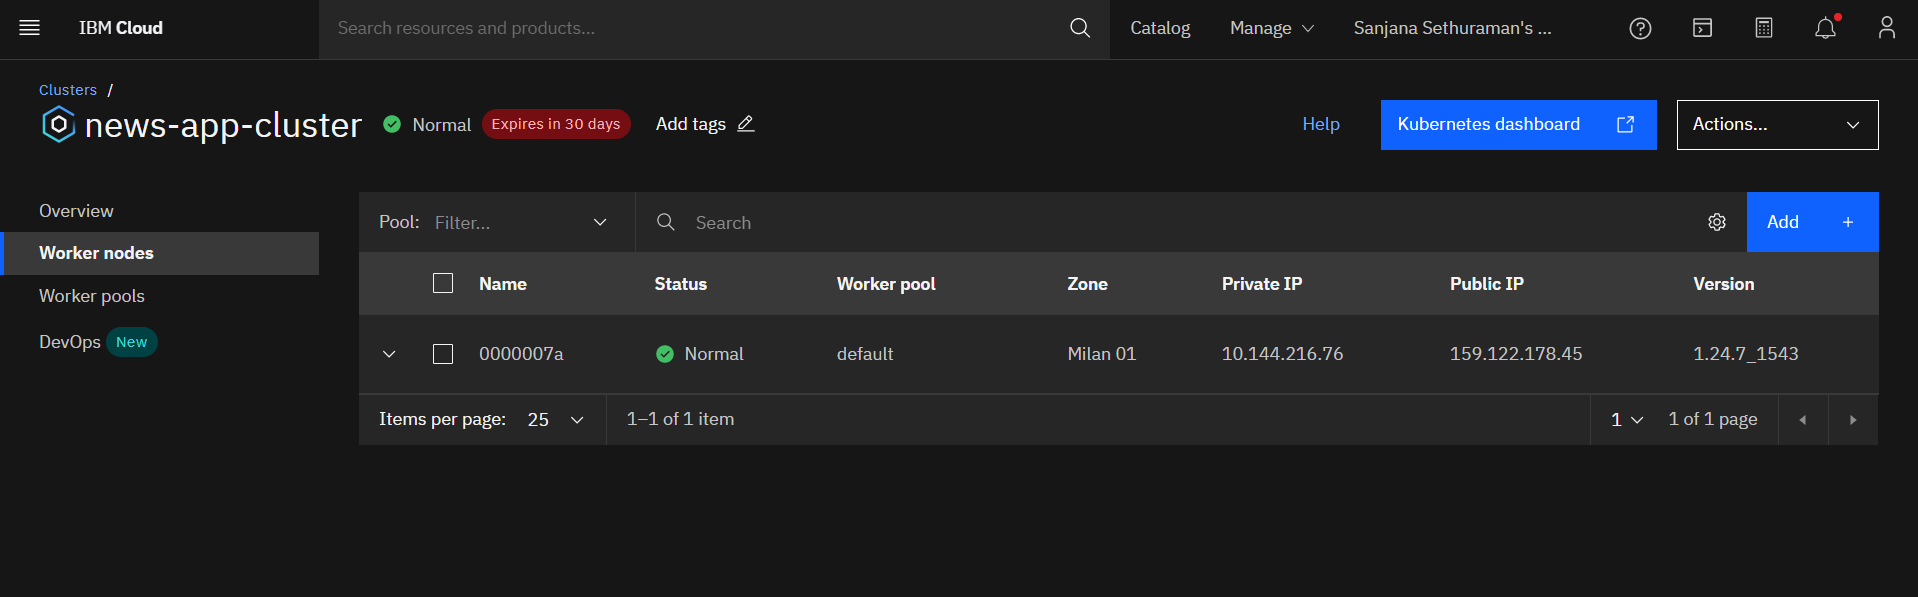 IBM Cloud
Search resources and products...
Catalog
Manage
Sanjana Sethuraman's ...
Clusters /
news-app-cluster
Normal
Expires in 30 days
Add tags
Help
Kubernetes dashboard
Actions...
Overview
Worker nodes
Worker pools
DevOps New
Pool: Filter...
Search
Add +
Name Status Worker pool Zone Private IP Public IP Version
0000007a Normal default Milan 01 10.144.216.76 159.122.178.45 1.24.7_1543
Items per page: 25 1–1 of 1 item 1 1 of 1 page